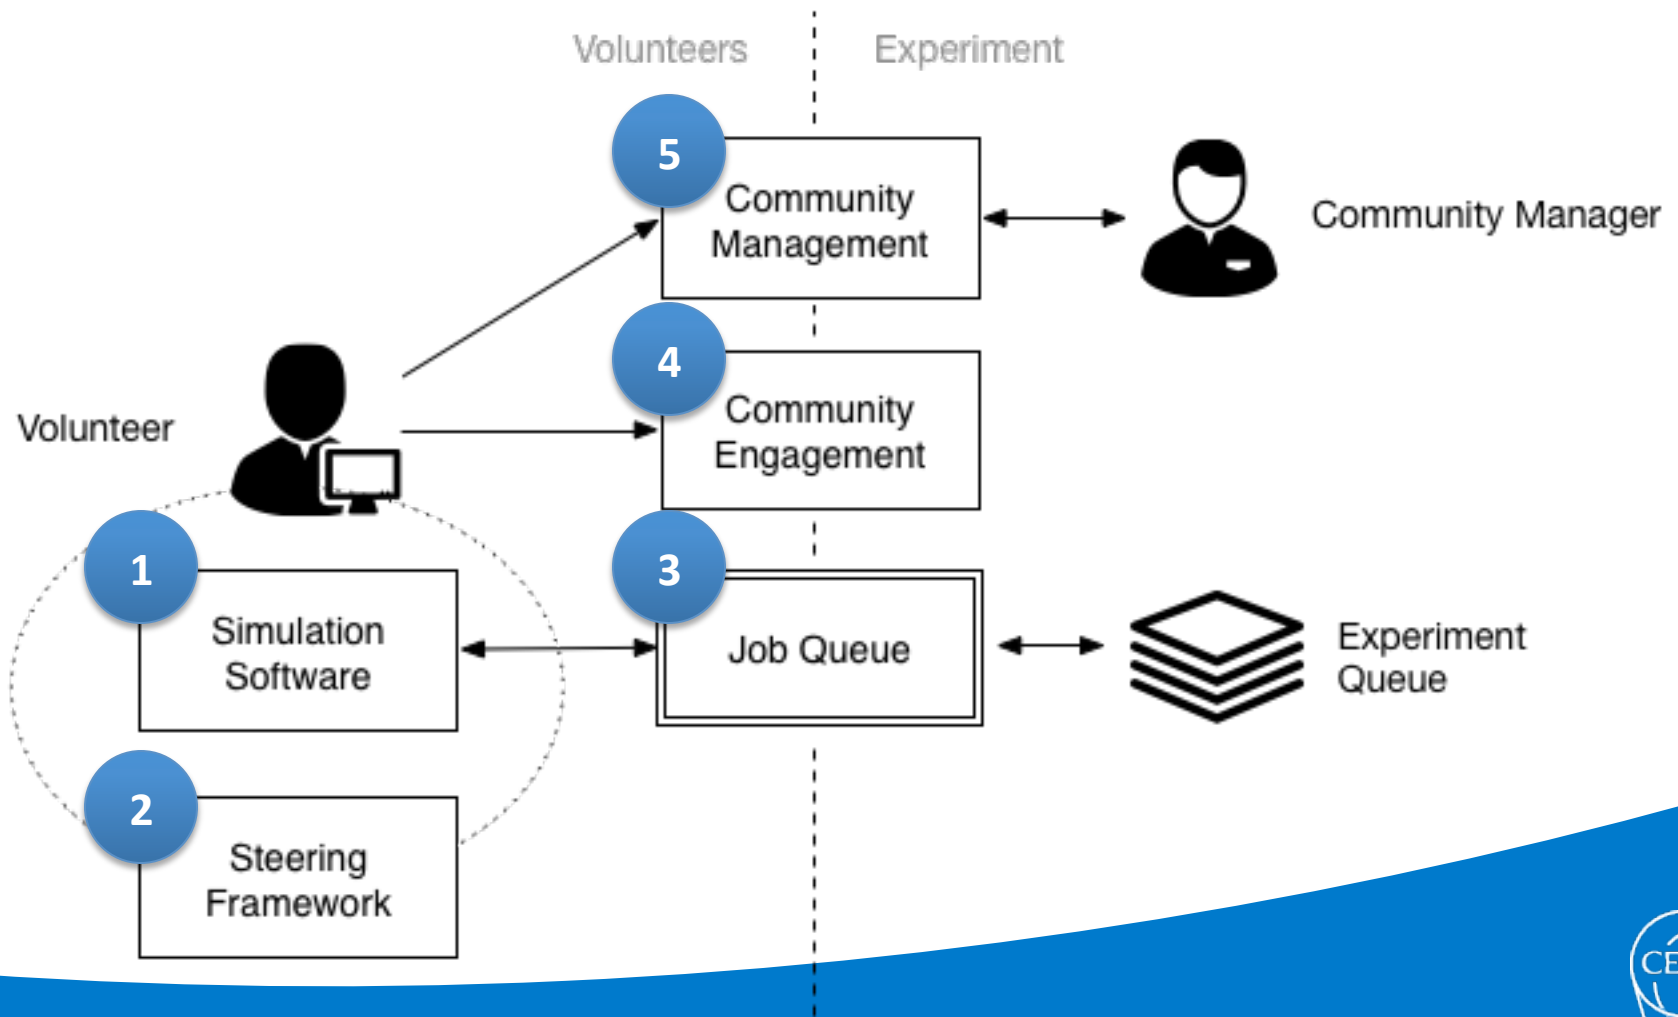 Volunteers
Experiment
5
Community
Management
Community Manager
4
Community
Engagement
Volunteer
1
Simulation
Software
3
Job Queue
Experiment
Queue
2
Steering
Framework